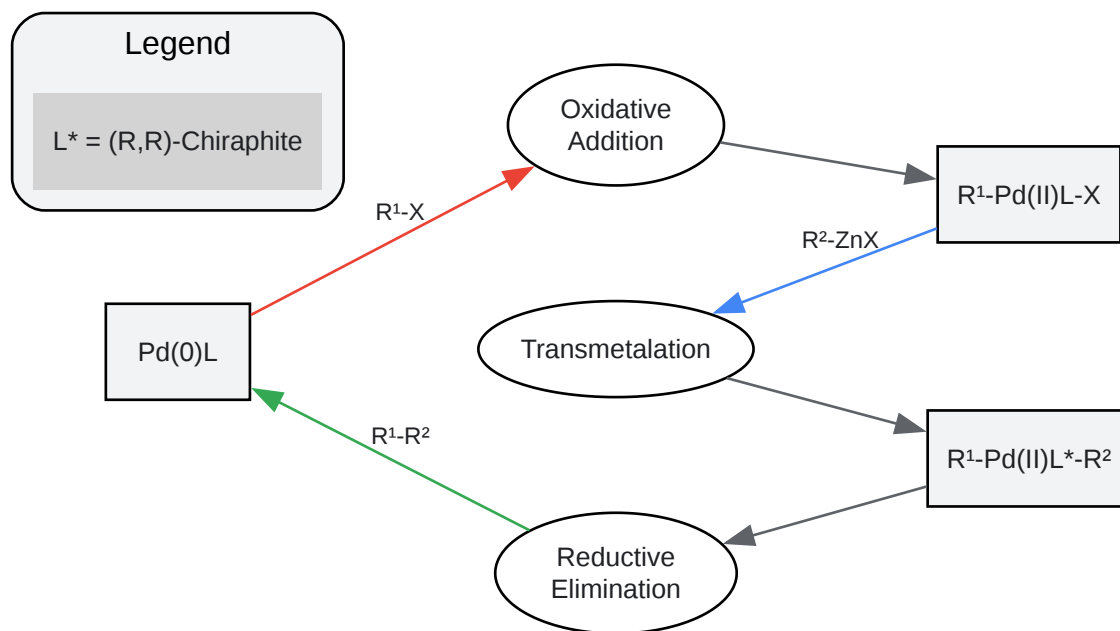 Legend
L* = (R,R)-Chiraphite
Oxidative
Addition
R¹-Pd(II)L-X
R¹-X
R²-ZnX
Pd(0)L
Transmetalation
R¹-R²
R¹-Pd(II)L*-R²
Reductive
Elimination